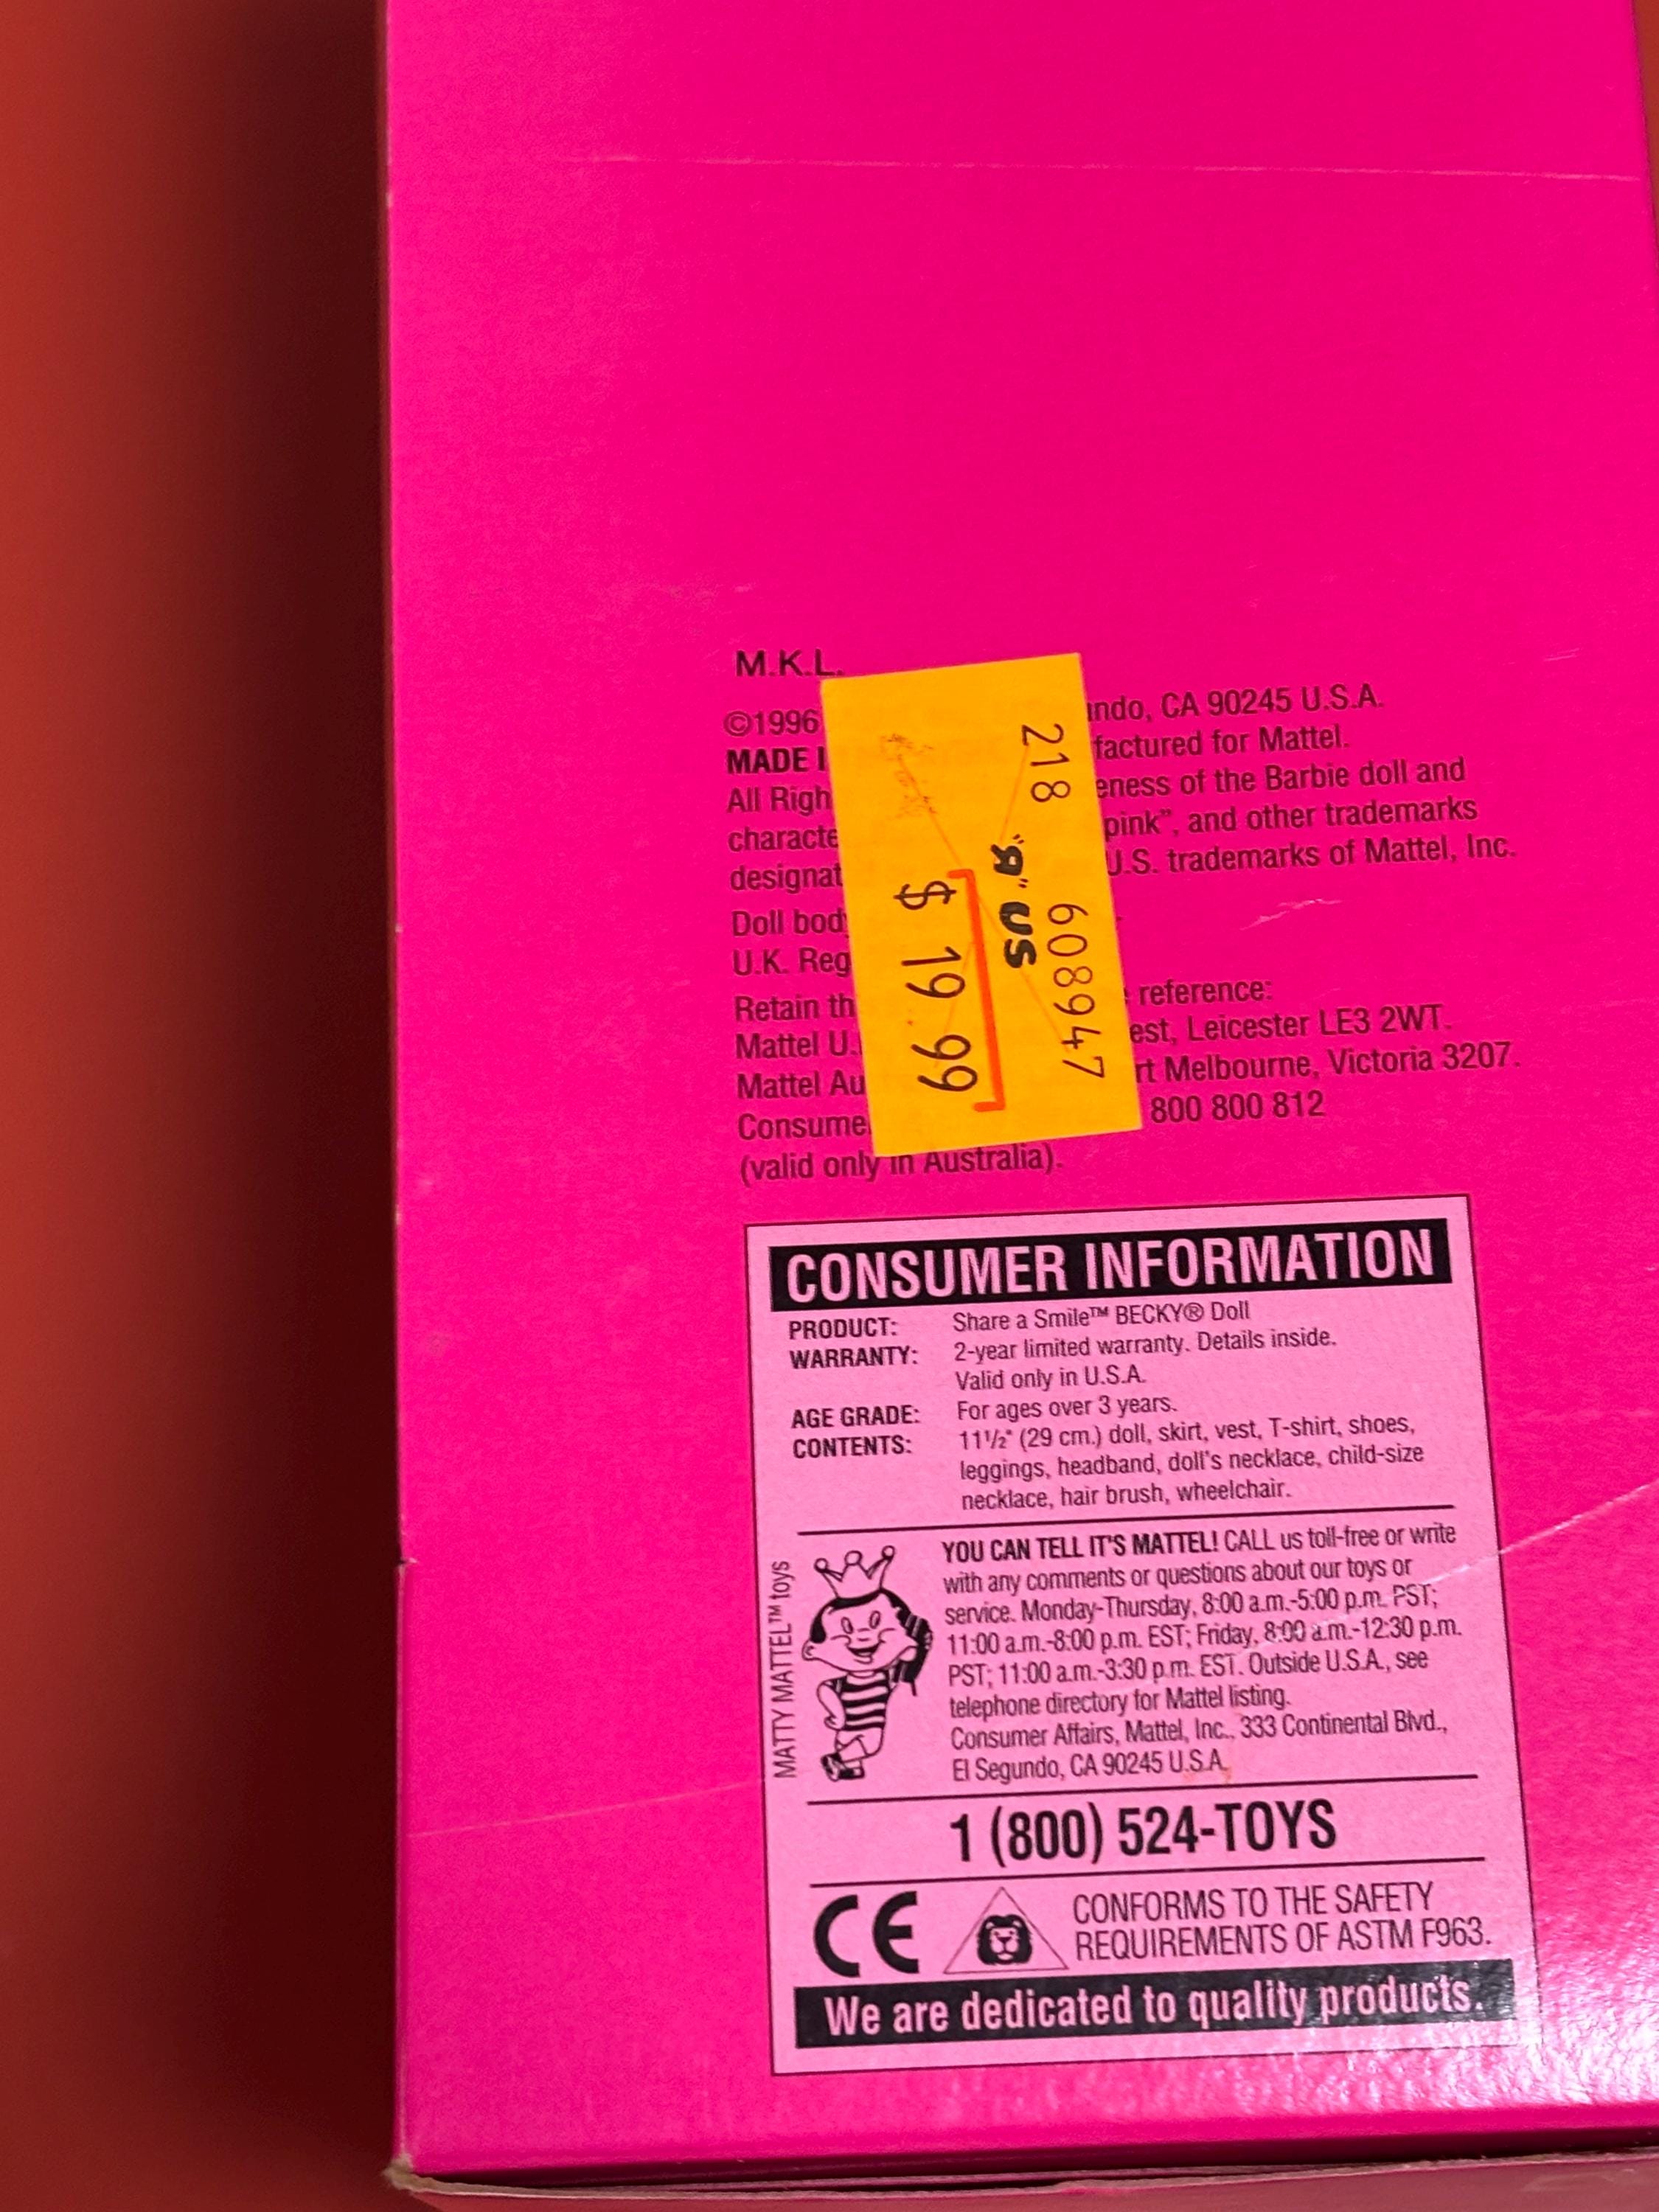 M.K.L.
©1996 ndo, CA 90245 U.S.A.
MADE I factured for Mattel.
All Righ eness of the Barbie doll and
characte pink”, and other trademarks
designat U.S. trademarks of Mattel, Inc.
Doll body
U.K. Reg
Retain th reference:
Mattel U. est, Leicester LE3 2WT.
Mattel Au rt Melbourne, Victoria 3207.
Consume 800 800 812
(valid only in Australia).
218 608947
"R" US
$ 19.99
CONSUMER INFORMATION
PRODUCT: Share a Smile™ BECKY® Doll
WARRANTY: 2-year limited warranty. Details inside.
Valid only in U.S.A.
AGE GRADE: For ages over 3 years.
CONTENTS: 11½" (29 cm.) doll, skirt, vest, T-shirt, shoes,
leggings, headband, doll's necklace, child-size
necklace, hair brush, wheelchair.
MATTY MATTEL™ toys
YOU CAN TELL IT'S MATTEL! CALL us toll-free or write
with any comments or questions about our toys or
service. Monday-Thursday, 8:00 a.m.-5:00 p.m. PST;
11:00 a.m.-8:00 p.m. EST; Friday, 8:00 a.m.-12:30 p.m.
PST; 11:00 a.m.-3:30 p.m. EST. Outside U.S.A., see
telephone directory for Mattel listing.
Consumer Affairs, Mattel, Inc., 333 Continental Blvd.,
El Segundo, CA 90245 U.S.A.
1 (800) 524-TOYS
CE
CONFORMS TO THE SAFETY
REQUIREMENTS OF ASTM F963.
We are dedicated to quality products.